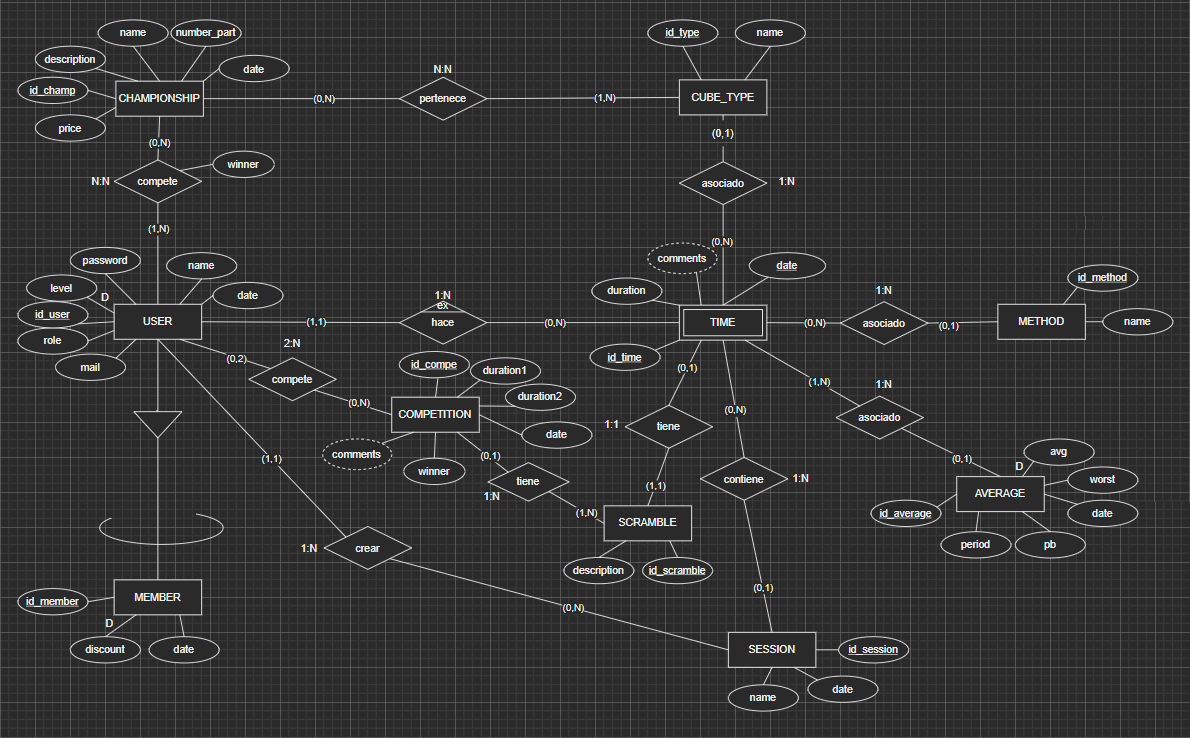 name
number_part
id_type
name
description
date
N:N
id_champ
CHAMPIONSHIP
(0,N)
pertenece
(1,N)
CUBE_TYPE
price
(0,N)
(0,1)
winner
N:N
compete
asociado
1:N
(1,N)
(0,N)
password
name
comments
date
level
D
date
duration
1:N
ex
1:N
id_method
id_user
USER
(1,1)
hace
(0,N)
TIME
(0,N)
asociado
(0,1)
METHOD
name
role
2:N
mail
(0,2)
id_compe
duration1
id_time
(0,1)
compete
(1,N)
1:N
(0,N)
duration2
COMPETITION
(0,N)
asociado
date
1:1
tiene
comments
winner
(0,1)
(1,1)
(0,1)
avg
D
tiene
1:N
contiene
1:N
worst
(1,1)
AVERAGE
(1,N)
SCRAMBLE
id_average
date
1:N
crear
period
pb
description
id_scramble
(0,1)
id_member
MEMBER
(0,N)
D
discount
date
SESSION
id_session
name
date